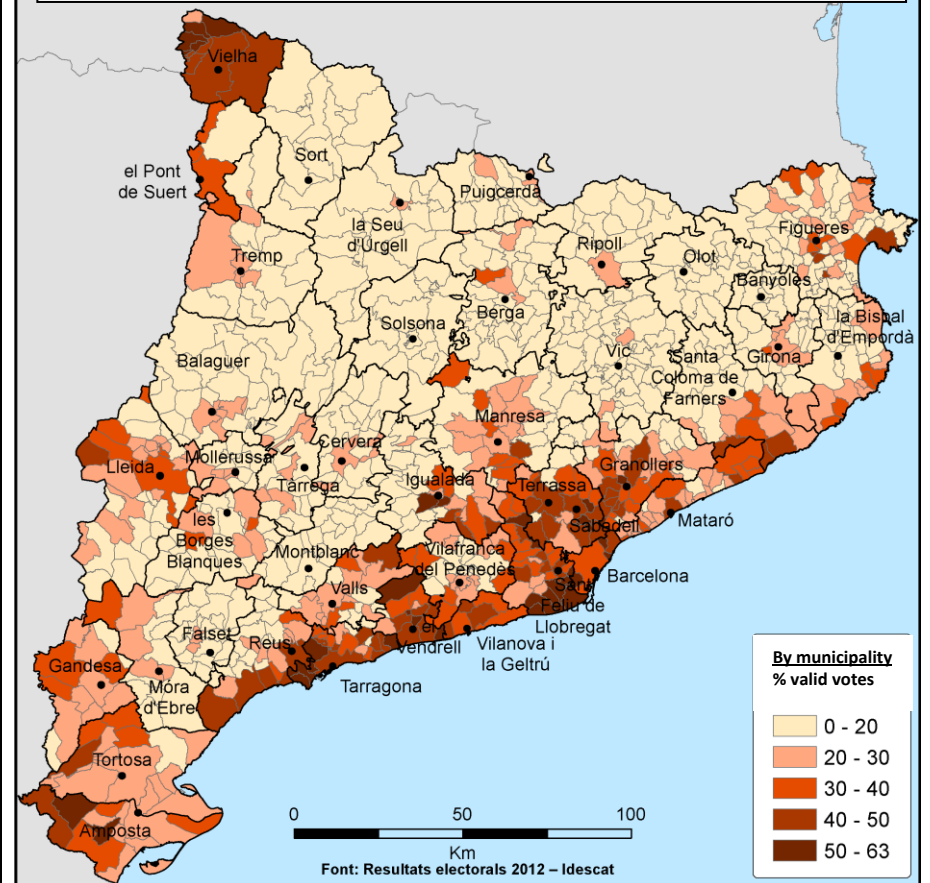 Vielha
Sort
el Pont
de Suert
Puigcerdà
la Seu
d'Urgell
Figueres
Tremp
Ripoll
Olot
Banyoles
Berga
Solsona
la Bisbal
d'Empordà
Balaguer
Vic
Santa
Coloma de
Farners
Girona
Manresa
Cervera
Lleida
Mollerussa
Tàrrega
Igualada
Granollers
Terrassa
Sabadell
Mataró
les
Borges
Blanques
Montblanc
Vilafranca
del Penedès
Barcelona
Sant
Feliu de
Llobregat
Valls
Falset
Reus
el
Vendrell
Vilanova i
la Geltrú
Gandesa
Móra
d'Ebre
Tarragona
Tortosa
Amposta
By municipality
% valid votes
0 - 20
20 - 30
30 - 40
40 - 50
50 - 63
0 50 100
Km
Font: Resultats electorals 2012 – Idescat